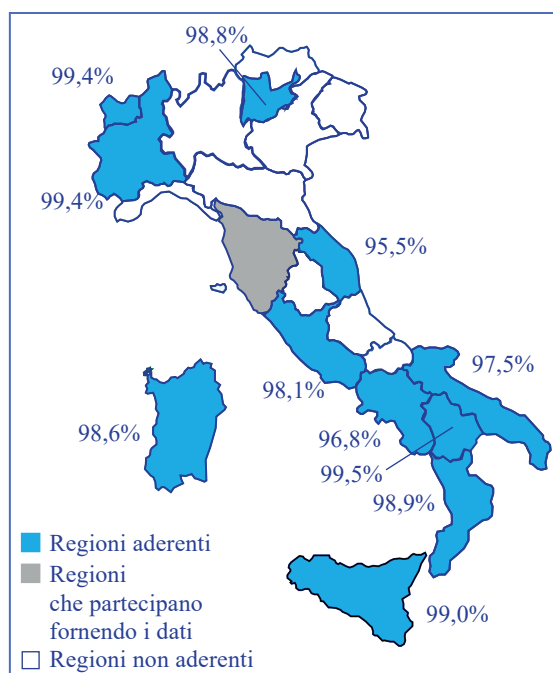 98,8%
99,4%
99,4%
95,5%
97,5%
98,1%
98,6%
96,8%
99,5%
98,9%
99,0%
Regioni aderenti
Regioni
che partecipano
fornendo i dati
Regioni non aderenti